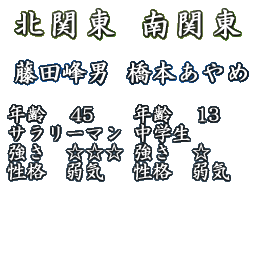 北関東 南関東
藤田峰男 橋本あやめ
年齢 45 年齢 13
サラリーマン 中学生
強さ ☆☆☆ 強さ ☆
性格 弱気 性格 弱気